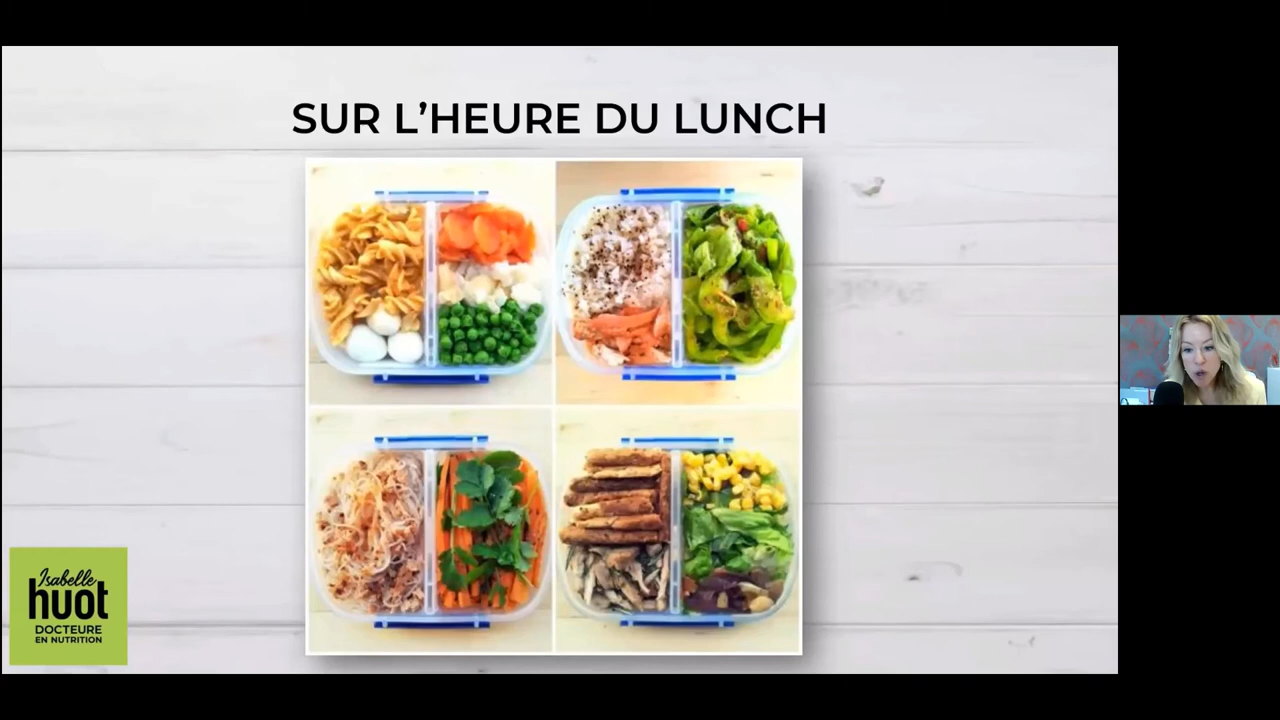 SUR L’HEURE DU LUNCH
Isabelle
huot
DOCTEURE
EN NUTRITION